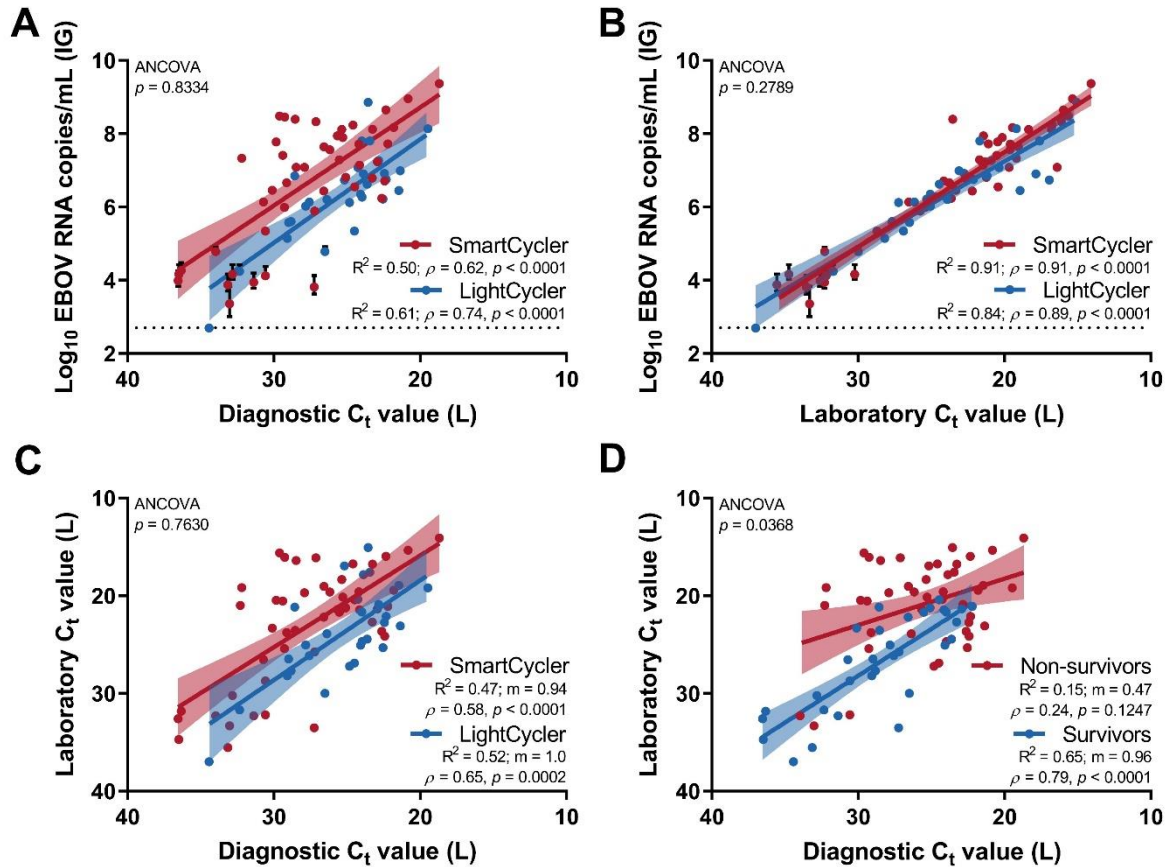 A
Log10 EBOV RNA copies/mL (IG)
10
8
6
4
2
ANCOVA
p = 0.8334
SmartCycler
R² = 0.50; ρ = 0.62, p < 0.0001
LightCycler
R² = 0.61; ρ = 0.74, p < 0.0001
40 30 20 10
Diagnostic Ct value (L)
B
Log10 EBOV RNA copies/mL (IG)
10
8
6
4
2
ANCOVA
p = 0.2789
SmartCycler
R² = 0.91; ρ = 0.91, p < 0.0001
LightCycler
R² = 0.84; ρ = 0.89, p < 0.0001
40 30 20 10
Laboratory Ct value (L)
C
Laboratory Ct value (L)
10
20
30
40
ANCOVA
p = 0.7630
SmartCycler
R² = 0.47; m = 0.94
ρ = 0.58, p < 0.0001
LightCycler
R² = 0.52; m = 1.0
ρ = 0.65, p = 0.0002
40 30 20 10
Diagnostic Ct value (L)
D
Laboratory Ct value (L)
10
20
30
40
ANCOVA
p = 0.0368
Non-survivors
R² = 0.15; m = 0.47
ρ = 0.24, p = 0.1247
Survivors
R² = 0.65; m = 0.96
ρ = 0.79, p < 0.0001
40 30 20 10
Diagnostic Ct value (L)